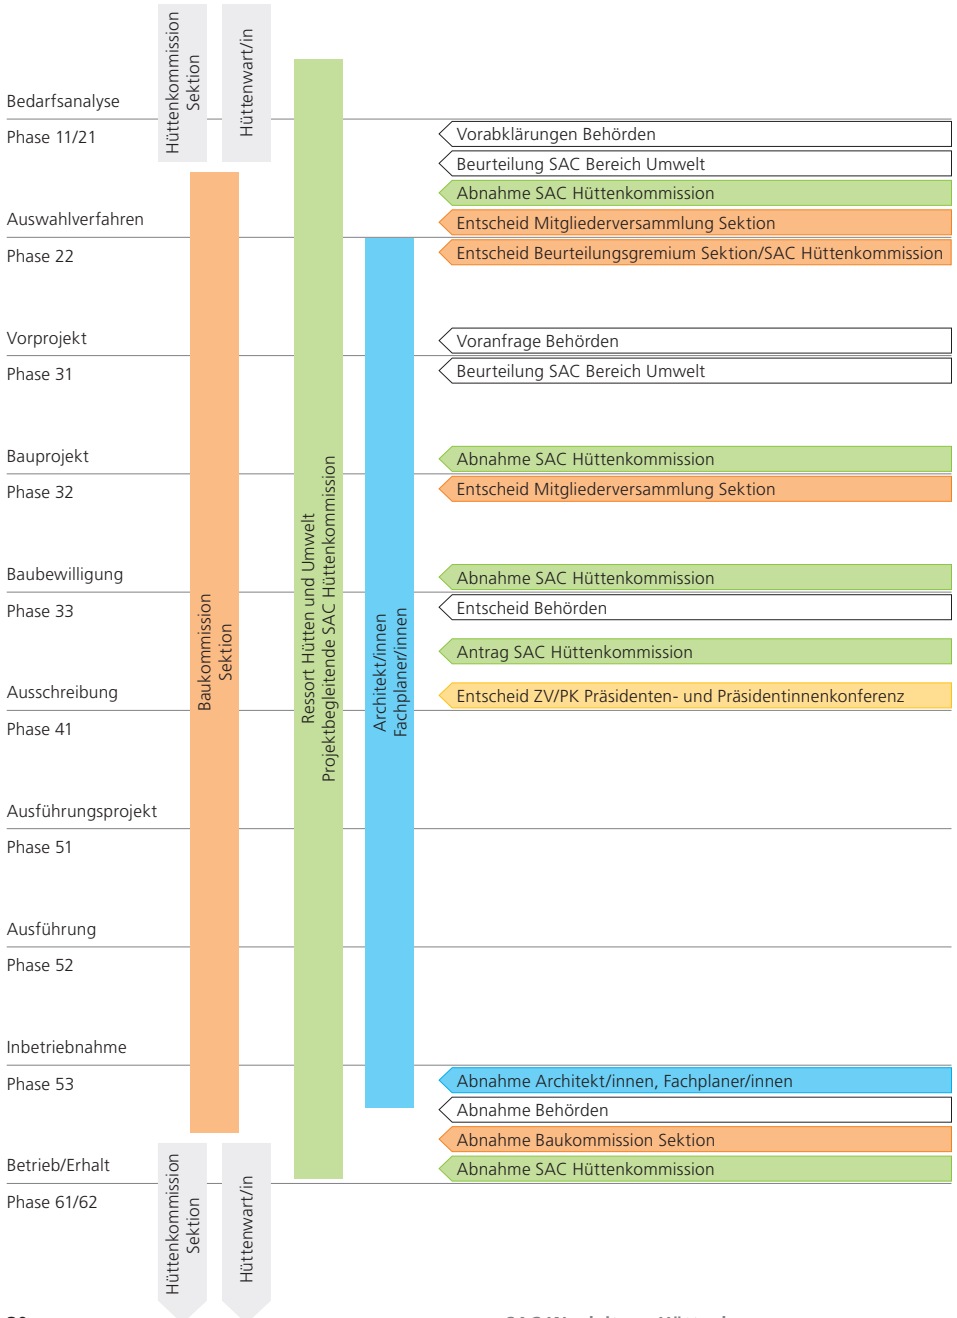 Hüttenkommission
Sektion
Hüttenwart/in
Bedarfsanalyse
Phase 11/21
Vorabklärungen Behörden
Beurteilung SAC Bereich Umwelt
Abnahme SAC Hüttenkommission
Auswahlverfahren
Entscheid Mitgliederversammlung Sektion
Phase 22
Entscheid Beurteilungsgremium Sektion/SAC Hüttenkommission
Vorprojekt
Voranfrage Behörden
Phase 31
Beurteilung SAC Bereich Umwelt
Bauprojekt
Abnahme SAC Hüttenkommission
Phase 32
Entscheid Mitgliederversammlung Sektion
Baubewilligung
Abnahme SAC Hüttenkommission
Phase 33
Entscheid Behörden
Baukommission
Sektion
Ressort Hütten und Umwelt
Projektbegleitende SAC Hüttenkommission
Architekt/innen
Fachplaner/innen
Antrag SAC Hüttenkommission
Ausschreibung
Entscheid ZV/PK Präsidenten- und Präsidentinnenkonferenz
Phase 41
Ausführungsprojekt
Phase 51
Ausführung
Phase 52
Inbetriebnahme
Phase 53
Abnahme Architekt/innen, Fachplaner/innen
Abnahme Behörden
Abnahme Baukommission Sektion
Betrieb/Erhalt
Abnahme SAC Hüttenkommission
Phase 61/62
Hüttenkommission
Sektion
Hüttenwart/in